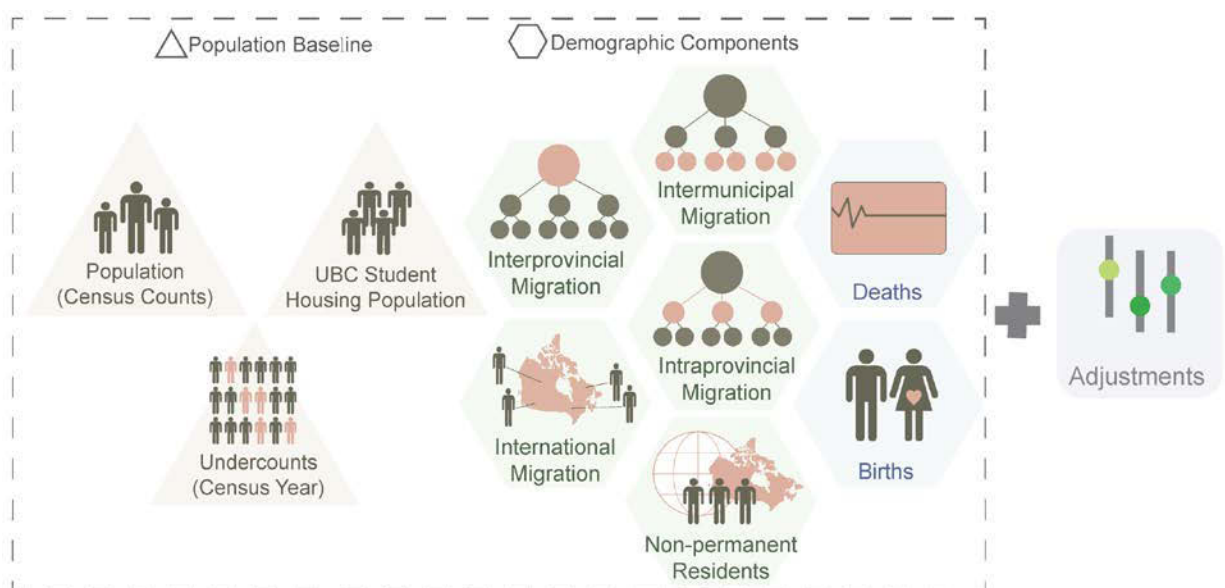 Population Baseline
Demographic Components
Population
(Census Counts)
UBC Student
Housing Population
Undercounts
(Census Year)
Interprovincial
Migration
Intermunicipal
Migration
Deaths
International
Migration
Intraprovincial
Migration
Births
Non-permanent
Residents
Adjustments